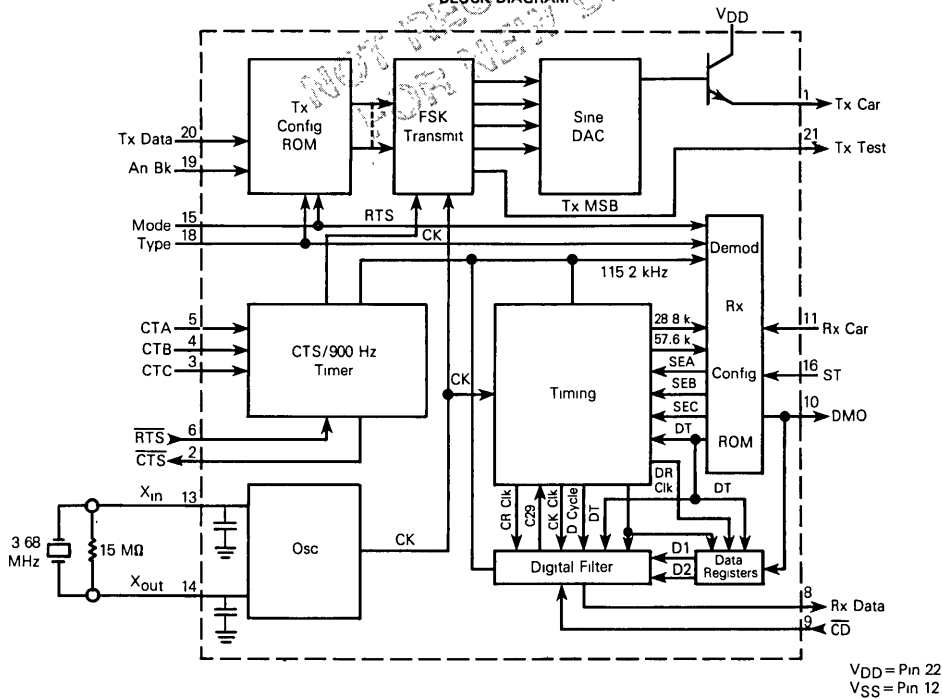 BLOCK DIAGRAM
NOT REC
FOR NEW D
VDD
Tx Config ROM
FSK Transmit
Sine DAC
1 Tx Car
21 Tx Test
Tx Data 20
An Bk 19
Tx MSB
Mode 15
Type 18
RTS
CK
115 2 kHz
Demod
Rx
Config
ROM
CTA 5
CTB 4
CTC 3
CTS/900 Hz Timer
CK
Timing
28 8 k
57.6 k
SEA
SEB
SEC
DT
11 Rx Car
16 ST
10 DMO
RTS 6
CTS 2
DR Clk
DT
Xin 13
3 68 MHz
15 MΩ
Xout 14
Osc
CK
CR Clk
C29
CK Clk
D Cycle
DT
Digital Filter
D1
D2
Data Registers
8 Rx Data
9 CD
VDD = Pin 22
VSS = Pin 12